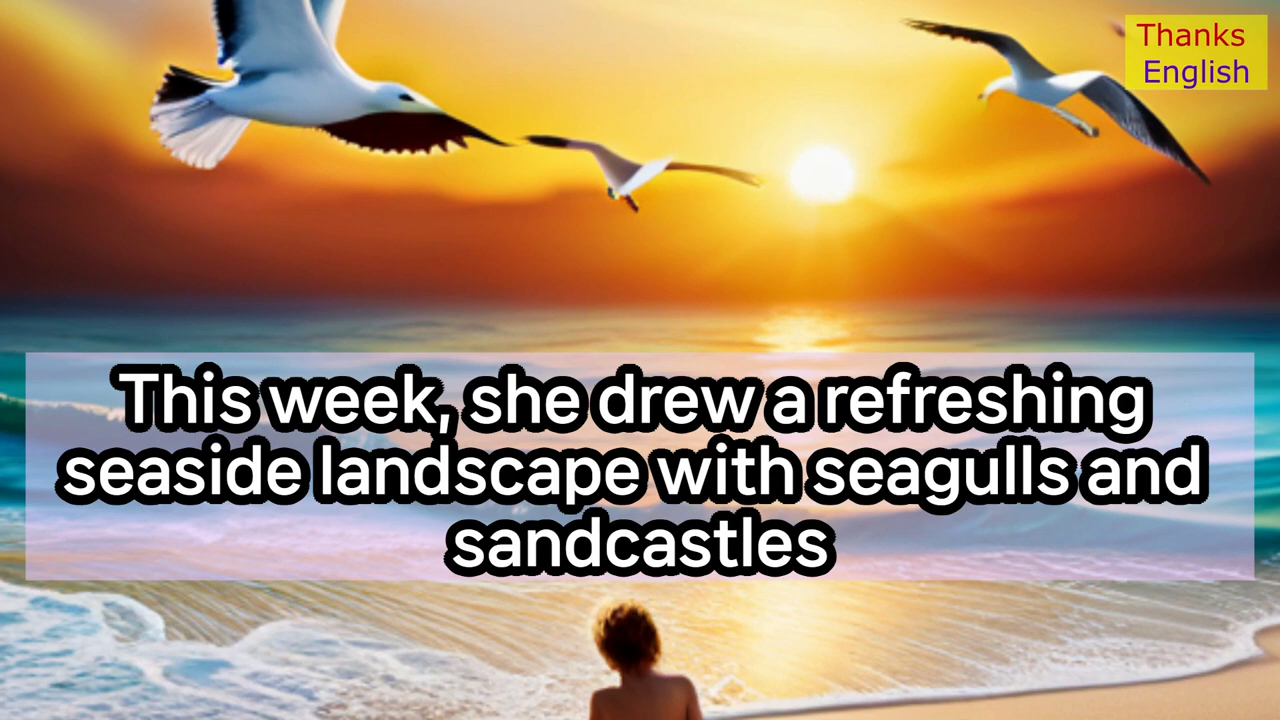 Thanks
English
This week, she drew a refreshing
seaside landscape with seagulls and
sandcastles